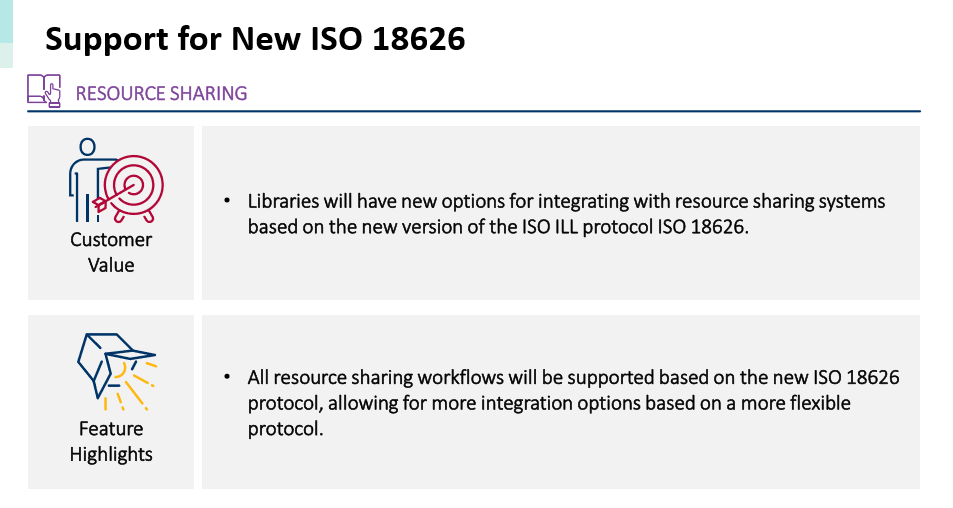 Support for New ISO 18626
RESOURCE SHARING
Customer
Value
• Libraries will have new options for integrating with resource sharing systems
based on the new version of the ISO ILL protocol ISO 18626.
Feature
Highlights
• All resource sharing workflows will be supported based on the new ISO 18626
protocol, allowing for more integration options based on a more flexible
protocol.